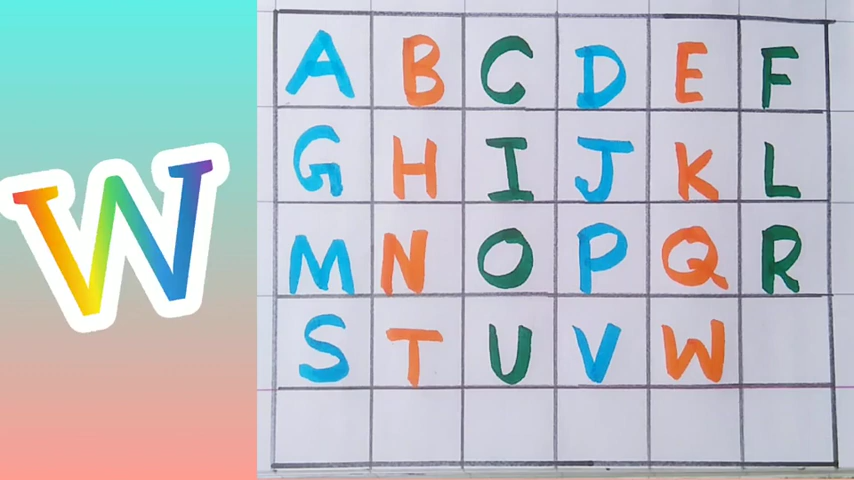 W
A B C D E F
G H I J K L
M N O P Q R
S T U V W